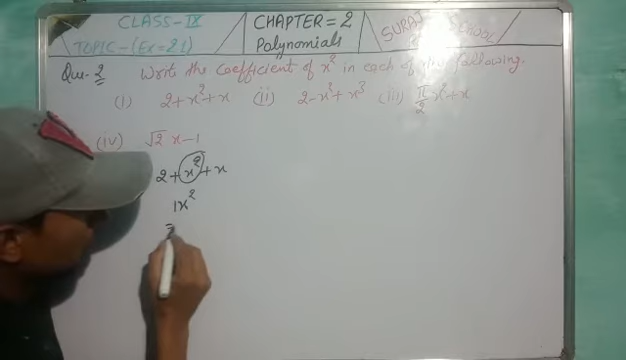 CLASS-IX
TOPIC-(Ex=2.1)
CHAPTER=2
Polynomials
SURAJ SCHOOL
Que-2 Write the Coefficient of x² in each of the following.
(i) 2+x²+x (ii) 2-x²+x³ (iii) π/2 x²+x
(iv) √2 x-1
2+x²+x
1x²
=